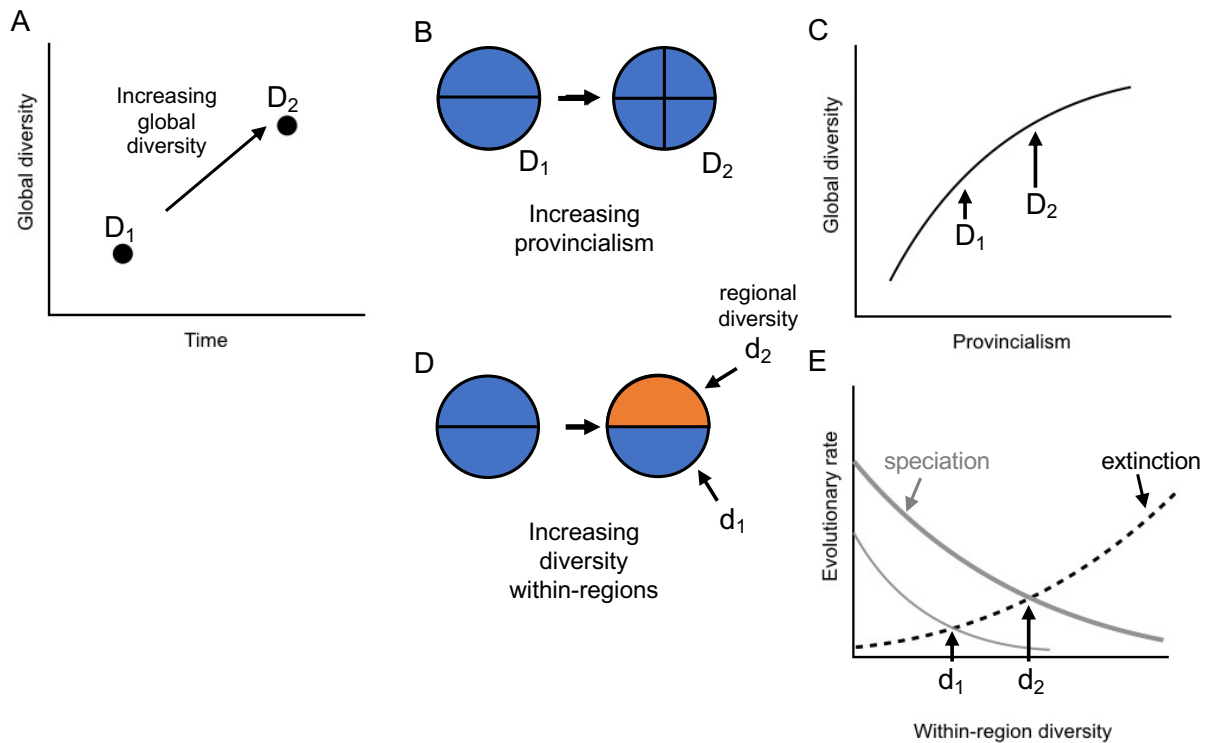 A
Global diversity
Increasing
global
diversity
D1
D2
Time
B
D1
D2
Increasing
provincialism
C
Global diversity
D1
D2
Provincialism
D
regional
diversity
d2
d1
Increasing
diversity
within-regions
E
Evolutionary rate
speciation
extinction
d1
d2
Within-region diversity